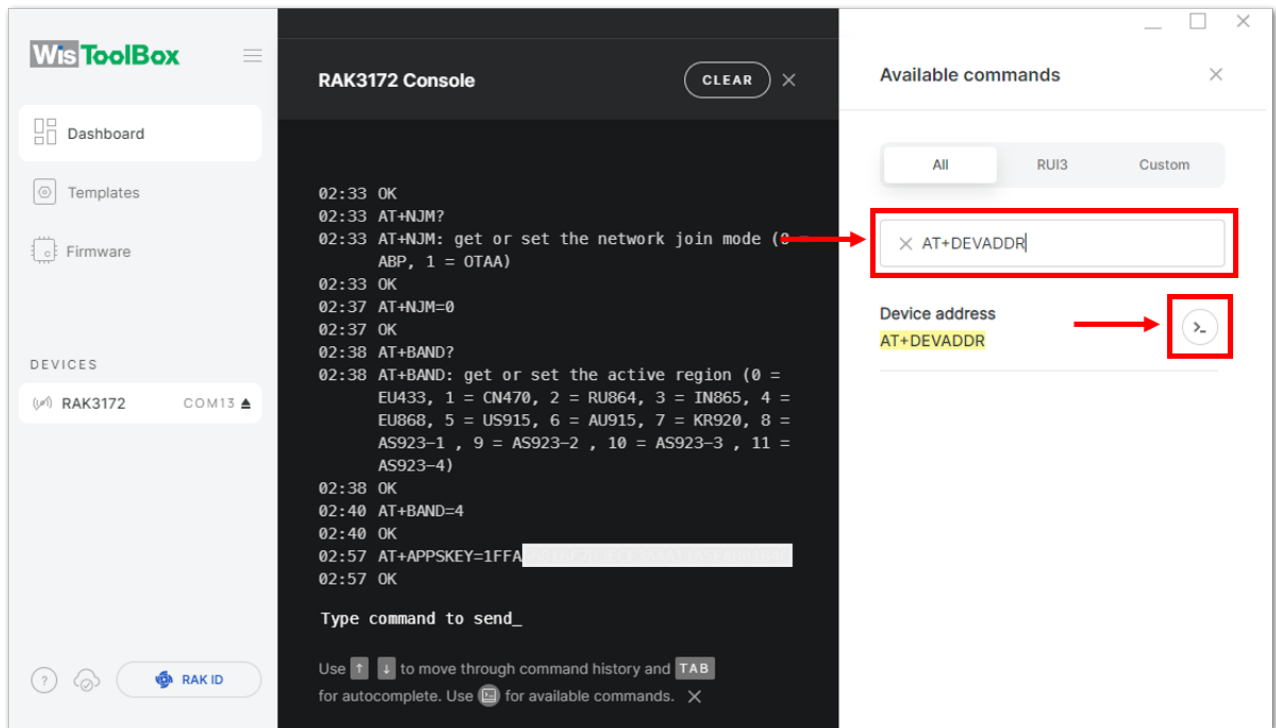 WisToolBox
Dashboard
Templates
Firmware
DEVICES
RAK3172 COM13
RAK ID
RAK3172 Console
CLEAR
02:33 OK
02:33 AT+NJM?
02:33 AT+NJM: get or set the network join mode (0 =
ABP, 1 = OTAA)
02:33 OK
02:37 AT+NJM=0
02:37 OK
02:38 AT+BAND?
02:38 AT+BAND: get or set the active region (0 =
EU433, 1 = CN470, 2 = RU864, 3 = IN865, 4 =
EU868, 5 = US915, 6 = AU915, 7 = KR920, 8 =
AS923-1 , 9 = AS923-2 , 10 = AS923-3 , 11 =
AS923-4)
02:38 OK
02:40 AT+BAND=4
02:40 OK
02:57 AT+APPSKEY=1FFA
02:57 OK
Type command to send_
Use ↑ ↓ to move through command history and TAB
for autocomplete. Use for available commands.
Available commands
All RUI3 Custom
AT+DEVADDR
Device address
AT+DEVADDR